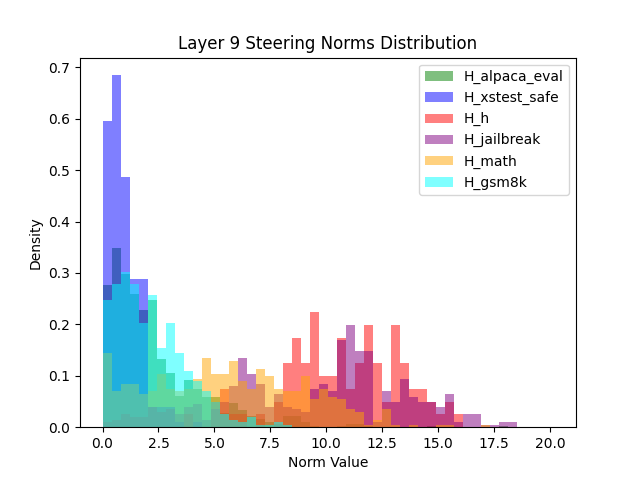 Layer 9 Steering Norms Distribution
H_alpaca_eval
H_xstest_safe
H_h
H_jailbreak
H_math
H_gsm8k
Density
0.7
0.6
0.5
0.4
0.3
0.2
0.1
0.0
0.0 2.5 5.0 7.5 10.0 12.5 15.0 17.5 20.0
Norm Value